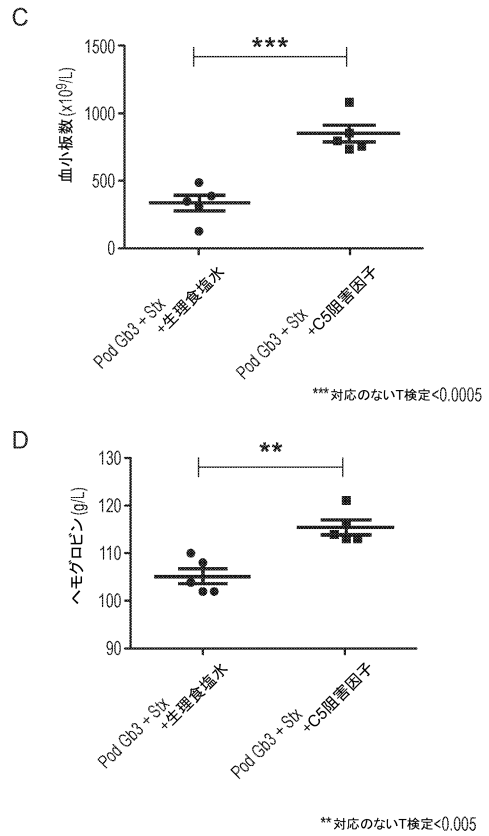 C
***
血小板数(x10⁹/L)
1500
1000
500
0
Pod Gb3 + Stx
+生理食塩水
Pod Gb3 + Stx
+C5阻害因子
***対応のないT検定<0.0005
D
**
ヘモグロビン(g/L)
130
120
110
100
90
Pod Gb3 + Stx
+生理食塩水
Pod Gb3 + Stx
+C5阻害因子
**対応のないT検定<0.005